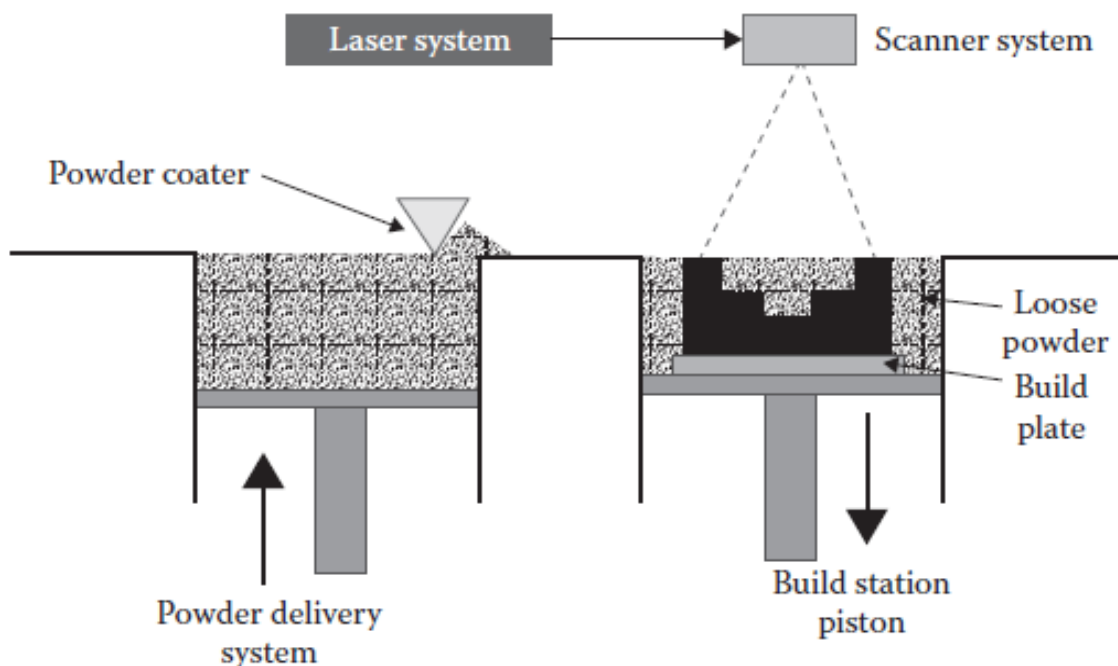 Laser system
Scanner system
Powder coater
Loose
powder
Build
plate
Build station
piston
Powder delivery
system